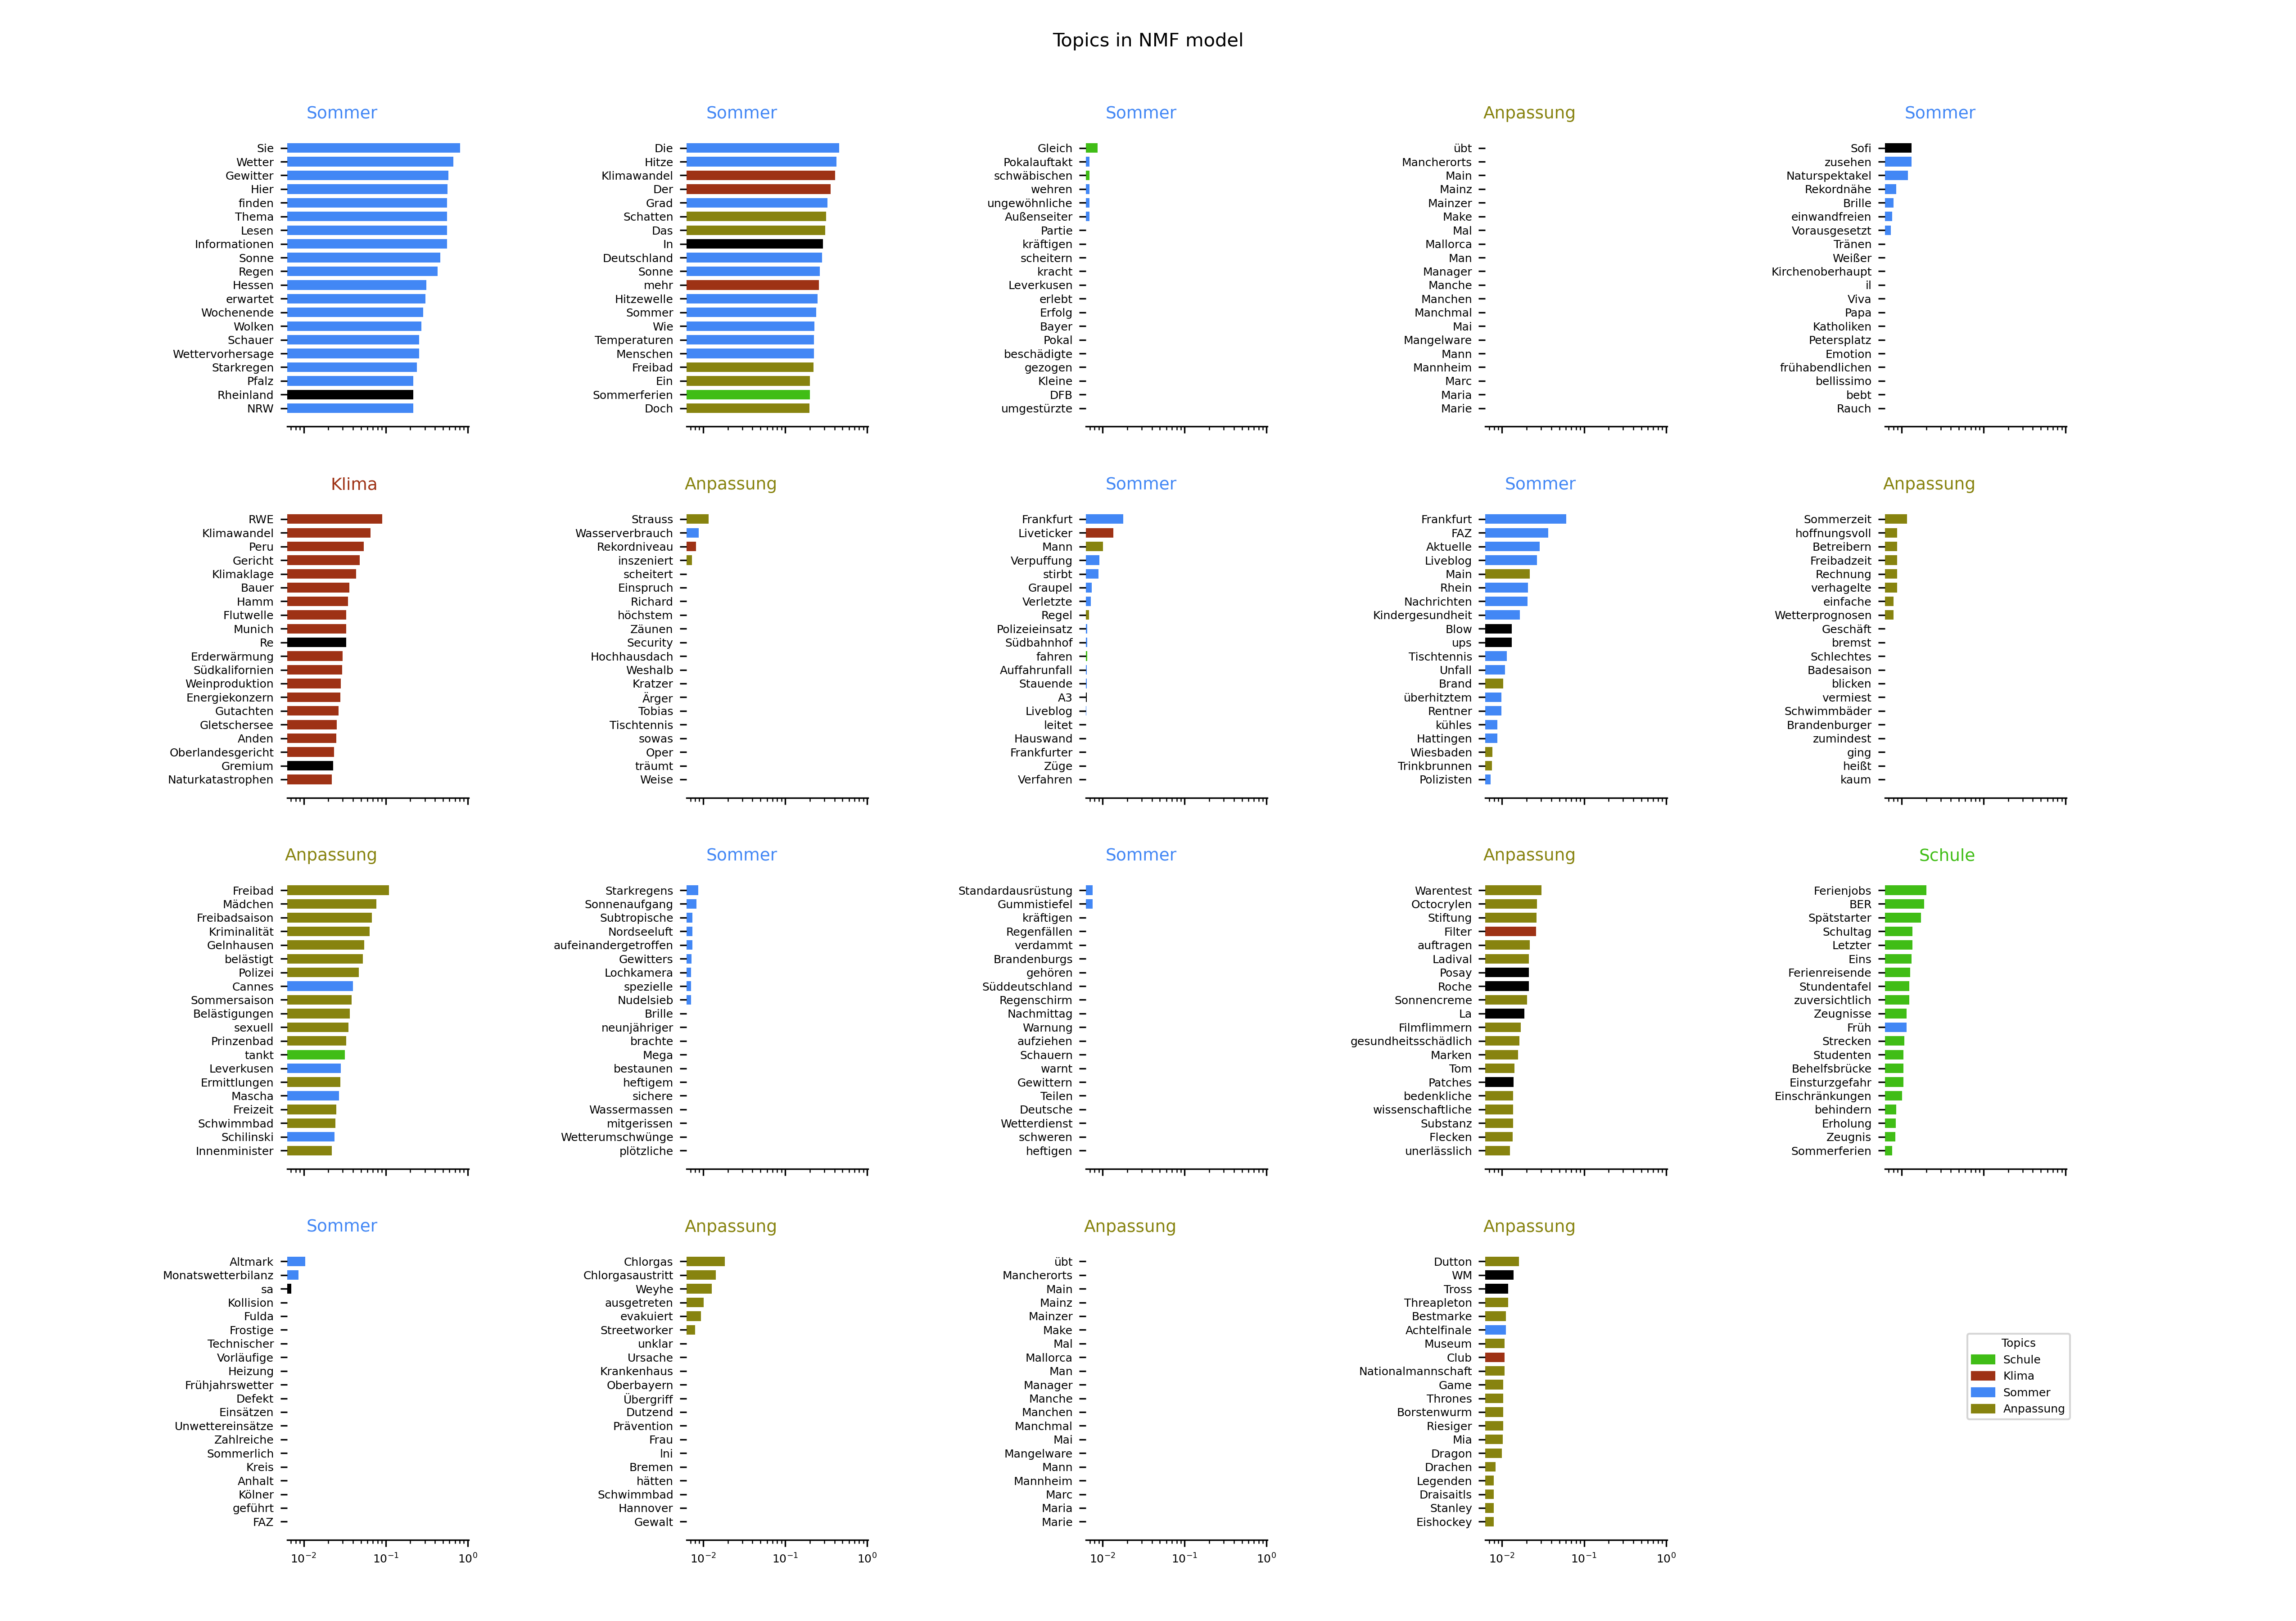 Topics in NMF model
Sommer
Sie
Wetter
Gewitter
Hier
finden
Thema
Lesen
Informationen
Sonne
Regen
Hessen
erwartet
Wochenende
Wolken
Schauer
Wettervorhersage
Starkregen
Pfalz
Rheinland
NRW
Sommer
Die
Hitze
Klimawandel
Der
Grad
Schatten
Das
In
Deutschland
Sonne
mehr
Hitzewelle
Sommer
Wie
Temperaturen
Menschen
Freibad
Ein
Sommerferien
Doch
Sommer
Gleich
Pokalauftakt
schwäbischen
wehren
ungewöhnliche
Außenseiter
Partie
kräftigen
scheitern
kracht
Leverkusen
erlebt
Erfolg
Bayer
Pokal
beschädigte
gezogen
Kleine
DFB
umgestürzte
Anpassung
übt
Mancherorts
Main
Mainz
Mainzer
Make
Mal
Mallorca
Man
Manager
Manche
Manchen
Manchmal
Mai
Mangelware
Mann
Mannheim
Marc
Maria
Marie
Sommer
Sofi
zusehen
Naturspektakel
Rekordnähe
Brille
einwandfreien
Vorausgesetzt
Tränen
Weißer
Kirchenoberhaupt
il
Viva
Papa
Katholiken
Petersplatz
Emotion
frühabendlichen
bellissimo
bebt
Rauch
Klima
RWE
Klimawandel
Peru
Gericht
Klimaklage
Bauer
Hamm
Flutwelle
Munich
Re
Erderwärmung
Südkalifornien
Weinproduktion
Energiekonzern
Gutachten
Gletschersee
Anden
Oberlandesgericht
Gremium
Naturkatastrophen
Anpassung
Strauss
Wasserverbrauch
Rekordniveau
inszeniert
scheitert
Einspruch
Richard
höchstem
Zäunen
Security
Hochhausdach
Weshalb
Kratzer
Ärger
Tobias
Tischtennis
sowas
Oper
träumt
Weise
Sommer
Frankfurt
Liveticker
Mann
Verpuffung
stirbt
Graupel
Verletzte
Regel
Polizeieinsatz
Südbahnhof
fahren
Auffahrunfall
Stauende
A3
Liveblog
leitet
Hauswand
Frankfurter
Züge
Verfahren
Sommer
Frankfurt
FAZ
Aktuelle
Liveblog
Main
Rhein
Nachrichten
Kindergesundheit
Blow
ups
Tischtennis
Unfall
Brand
überhitztem
Rentner
kühles
Hattingen
Wiesbaden
Trinkbrunnen
Polizisten
Anpassung
Sommerzeit
hoffnungsvoll
Betreibern
Freibadzeit
Rechnung
verhagelte
einfache
Wetterprognosen
Geschäft
bremst
Schlechtes
Badesaison
blicken
vermiest
Schwimmbäder
Brandenburger
zumindest
ging
heißt
kaum
Anpassung
Freibad
Mädchen
Freibadsaison
Kriminalität
Gelnhausen
belästigt
Polizei
Cannes
Sommersaison
Belästigungen
sexuell
Prinzenbad
tankt
Leverkusen
Ermittlungen
Mascha
Freizeit
Schwimmbad
Schilinski
Innenminister
Sommer
Starkregens
Sonnenaufgang
Subtropische
Nordseeluft
aufeinandergetroffen
Gewitters
Lochkamera
spezielle
Nudelsieb
Brille
neunjähriger
brachte
Mega
bestaunen
heftigem
sichere
Wassermassen
mitgerissen
Wetterumschwünge
plötzliche
Sommer
Standardausrüstung
Gummistiefel
kräftigen
Regenfällen
verdammt
Brandenburgs
gehören
Süddeutschland
Regenschirm
Nachmittag
Warnung
aufziehen
Schauern
warnt
Gewittern
Teilen
Deutsche
Wetterdienst
schweren
heftigen
Anpassung
Warentest
Octocrylen
Stiftung
Filter
auftragen
Ladival
Posay
Roche
Sonnencreme
La
Filmflimmern
gesundheitsschädlich
Marken
Tom
Patches
bedenkliche
wissenschaftliche
Substanz
Flecken
unerlässlich
Schule
Ferienjobs
BER
Spätstarter
Schultag
Letzter
Eins
Ferienreisende
Stundentafel
zuversichtlich
Zeugnisse
Früh
Strecken
Studenten
Behelfsbrücke
Einsturzgefahr
Einschränkungen
behindern
Erholung
Zeugnis
Sommerferien
Sommer
Altmark
Monatswetterbilanz
sa
Kollision
Fulda
Frostige
Technischer
Vorläufige
Heizung
Frühjahrswetter
Defekt
Einsätzen
Unwettereinsätze
Zahlreiche
Sommerlich
Kreis
Anhalt
Kölner
geführt
FAZ
10⁻² 10⁻¹ 10⁰
Anpassung
Chlorgas
Chlorgasaustritt
Weyhe
ausgetreten
evakuiert
Streetworker
unklar
Ursache
Krankenhaus
Oberbayern
Übergriff
Dutzend
Prävention
Frau
Ini
Bremen
hätten
Schwimmbad
Hannover
Gewalt
10⁻² 10⁻¹ 10⁰
Anpassung
übt
Mancherorts
Main
Mainz
Mainzer
Make
Mal
Mallorca
Man
Manager
Manche
Manchen
Manchmal
Mai
Mangelware
Mann
Mannheim
Marc
Maria
Marie
10⁻² 10⁻¹ 10⁰
Anpassung
Dutton
WM
Tross
Threapleton
Bestmarke
Achtelfinale
Museum
Club
Nationalmannschaft
Game
Thrones
Borstenwurm
Riesiger
Mia
Dragon
Drachen
Legenden
Draisaitls
Stanley
Eishockey
10⁻² 10⁻¹ 10⁰
Topics
Schule
Klima
Sommer
Anpassung